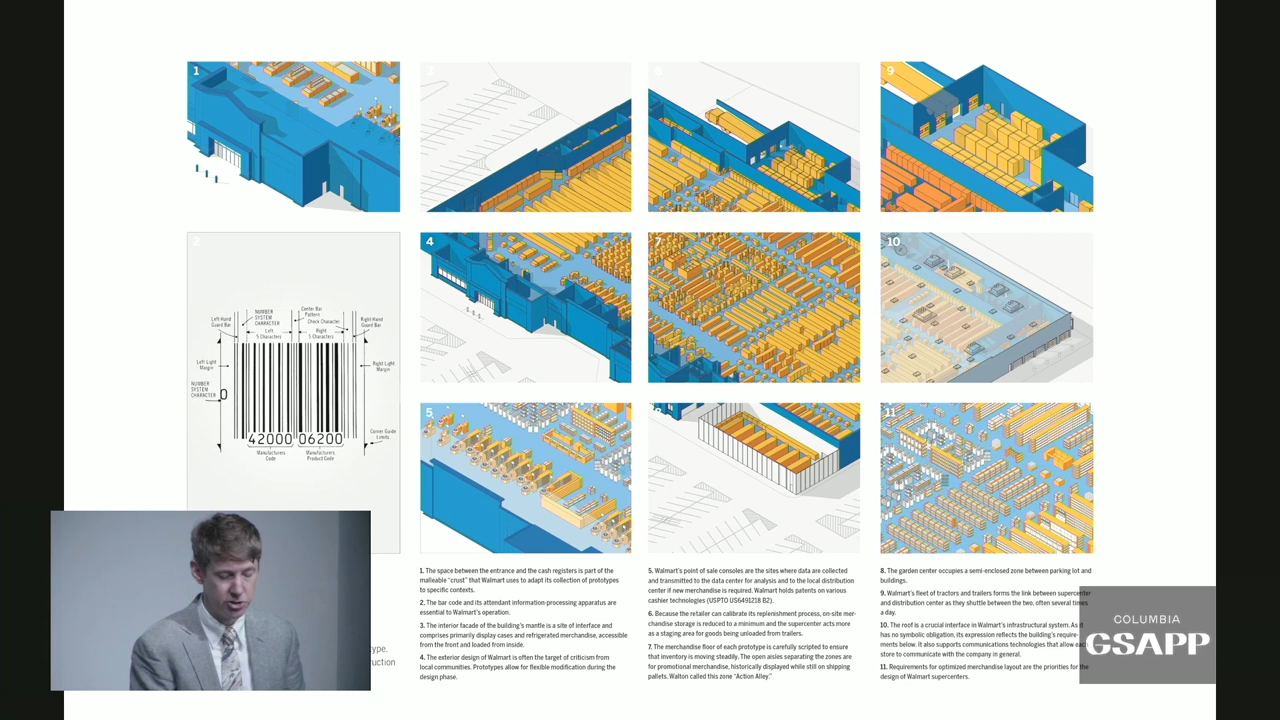 1
3
6
9
2
4
7
10
Left-Hand
Guard Bar
NUMBER
SYSTEM
CHARACTER
Center Bar
Pattern
Check Character
Right-Hand
Guard Bar
Left
5 Characters
Right
5 Characters
Left Light
Margin
Right Light
Margin
NUMBER
SYSTEM
CHARACTER
0
42000 06200
Manufacturers
Code
Manufacturers
Product Code
Corner Guide
Limits
5
8
11
1. The space between the entrance and the cash registers is part of the
malleable “crust” that Walmart uses to adapt its collection of prototypes
to specific contexts.
2. The bar code and its attendant information-processing apparatus are
essential to Walmart’s operation.
3. The interior facade of the building’s mantle is a site of interface and
comprises primarily display cases and refrigerated merchandise, accessible
from the front and loaded from inside.
4. The exterior design of Walmart is often the target of criticism from
local communities. Prototypes allow for flexible modification during the
design phase.
5. Walmart’s point of sale consoles are the sites where data are collected
and transmitted to the data center for analysis and to the local distribution
center if new merchandise is required. Walmart holds patents on various
cashier technologies (USPTO US6491218 B2).
6. Because the retailer can calibrate its replenishment process, on-site mer-
chandise storage is reduced to a minimum and the supercenter acts more
as a staging area for goods being unloaded from trailers.
7. The merchandise floor of each prototype is carefully scripted to ensure
that inventory is moving steadily. The open aisles separating the zones are
for promotional merchandise, historically displayed while still on shipping
pallets. Walton called this zone “Action Alley.”
8. The garden center occupies a semi-enclosed zone between parking lot and
buildings.
9. Walmart’s fleet of tractors and trailers forms the link between supercenter
and distribution center as they shuttle between the two, often several times
a day.
10. The roof is a crucial interface in Walmart’s infrastructural system. As it
has no symbolic obligation, its expression reflects the building’s require-
ments below. It also supports communications technologies that allow each
store to communicate with the company in general.
11. Requirements for optimized merchandise layout are the priorities for the
design of Walmart supercenters.
COLUMBIA
GSAPP